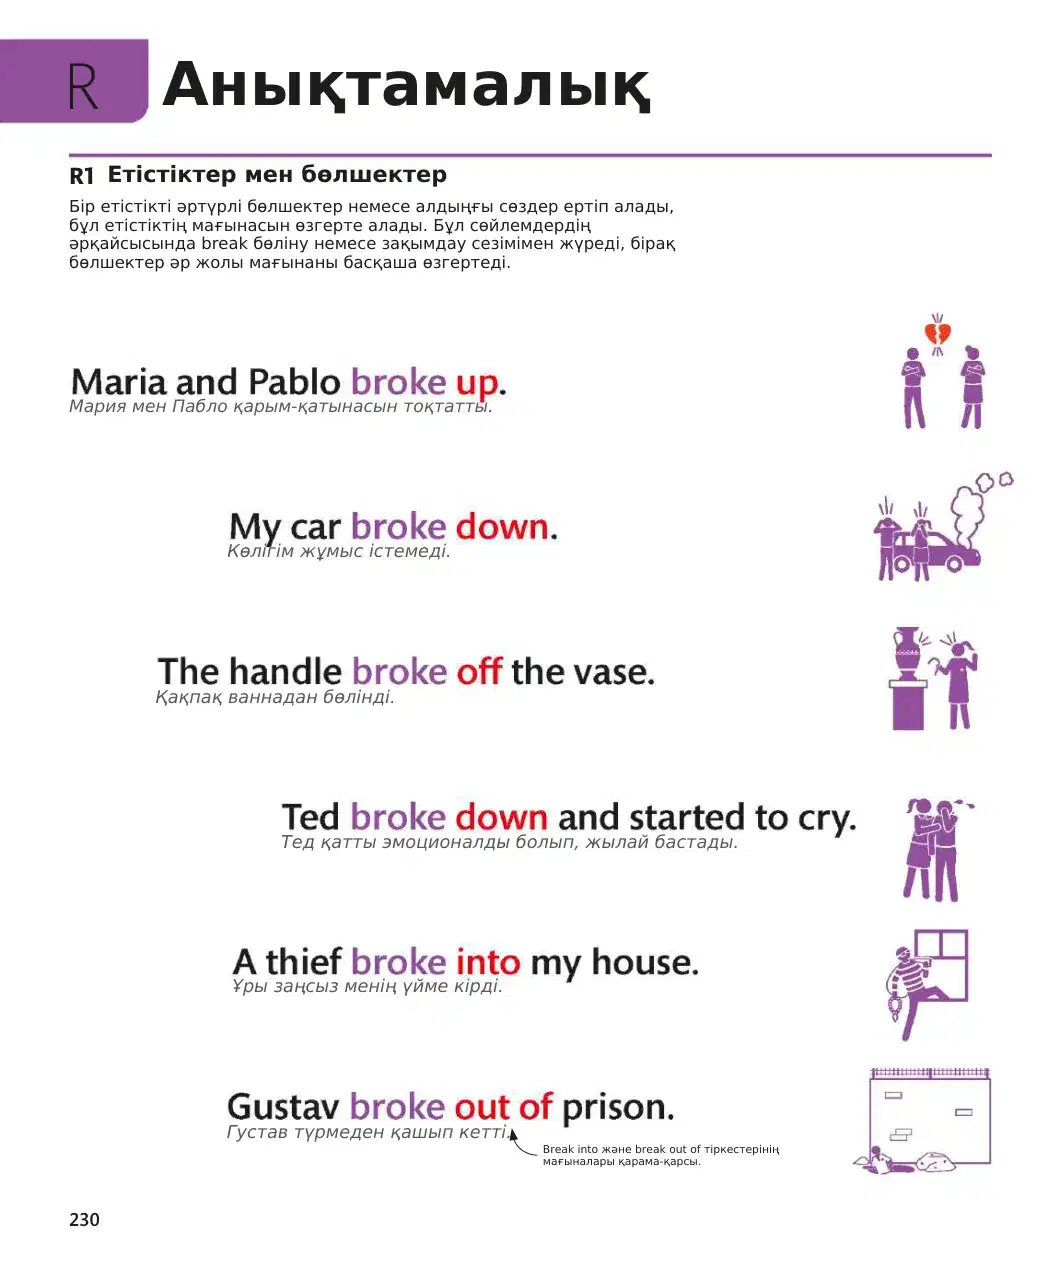 R Анықтамалық
R1 Етістіктер мен бөлшектер
Бір етістікті әртүрлі бөлшектер немесе алдыңғы сөздер ертіп алады,
бұл етістіктің мағынасын өзгерте алады. Бұл сөйлемдердің
әрқайсысында break бөліну немесе зақымдау сезімімен жүреді, бірақ
бөлшектер әр жолы мағынаны басқаша өзгертеді.
Maria and Pablo broke up.
Мария мен Пабло қарым-қатынасын тоқтатты.
My car broke down.
Көлігім жұмыс істемеді.
The handle broke off the vase.
Қақпақ ваннадан бөлінді.
Ted broke down and started to cry.
Тед қатты эмоционалды болып, жылай бастады.
A thief broke into my house.
Ұры заңсыз менің үйме кірді.
Gustav broke out of prison.
Густав түрмеден қашып кетті.
Break into және break out of тіркестерінің
мағыналары қарама-қарсы.
230